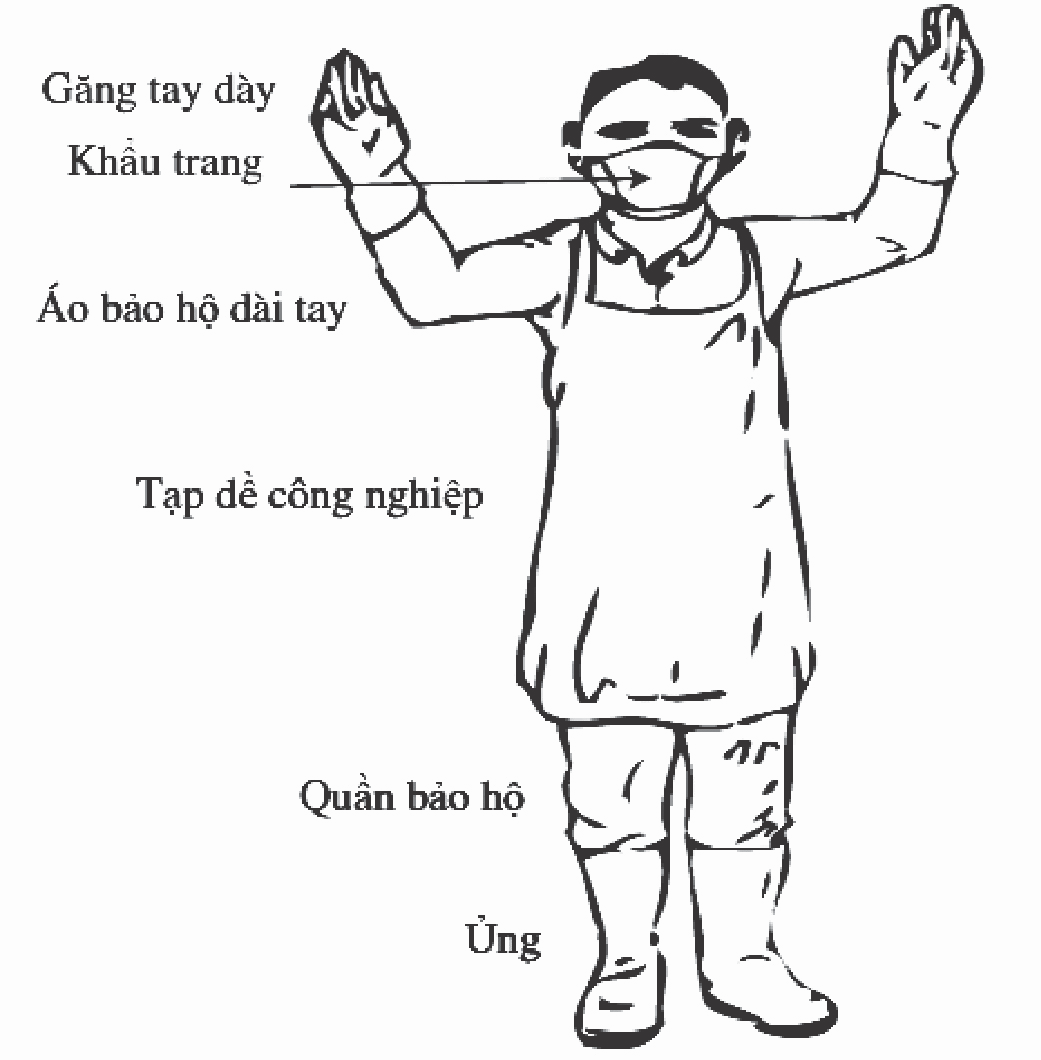 Găng tay dày
Khẩu trang
Áo bảo hộ dài tay
Tạp dề công nghiệp
Quần bảo hộ
Ủng